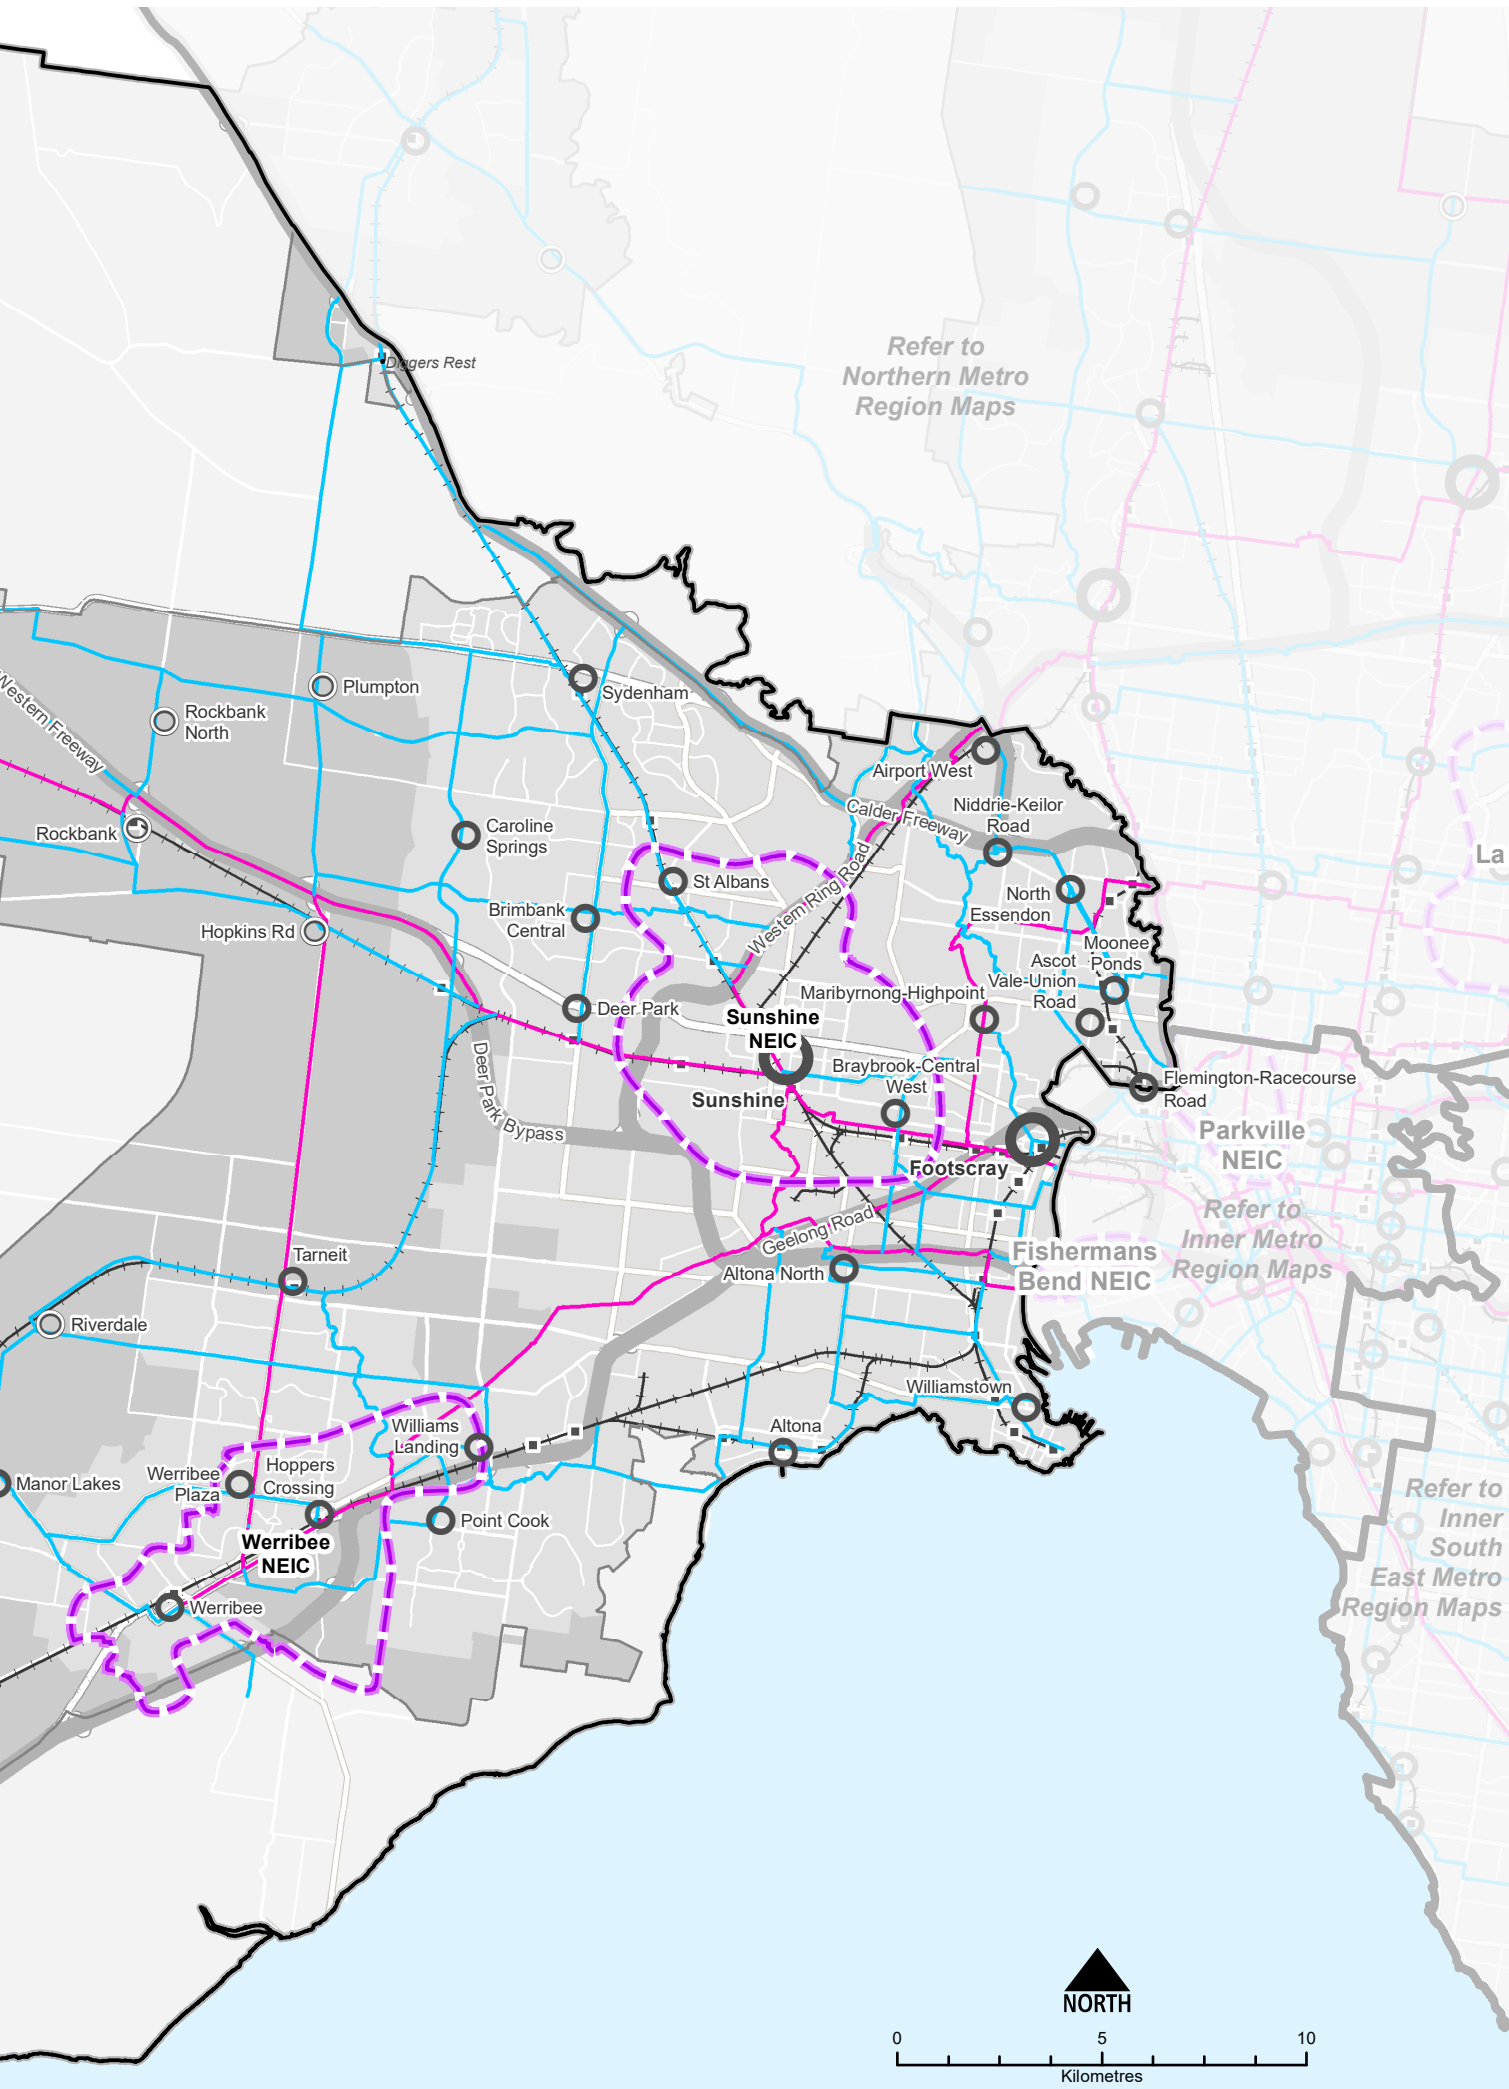 Refer to
Northern Metro
Region Maps
Diggers Rest
Plumpton
Rockbank
North
Sydenham
Western Freeway
Airport West
Calder Freeway
Niddrie-Keilor
Road
Rockbank
Caroline
Springs
La
St Albans
North
Essendon
Western Ring Road
Brimbank
Central
Hopkins Rd
Moonee
Ponds
Ascot
Vale-Union
Road
Maribyrnong-Highpoint
Deer Park
Sunshine
NEIC
Deer Park Bypass
Braybrook-Central
West
Sunshine
Flemington-Racecourse
Road
Parkville
NEIC
Footscray
Refer to
Inner Metro
Region Maps
Geelong Road
Fishermans
Bend NEIC
Tarneit
Altona North
Riverdale
Williamstown
Williams
Landing
Altona
Hoppers
Crossing
Werribee
Plaza
Manor Lakes
Point Cook
Refer to
Inner
South
East Metro
Region Maps
Werribee
NEIC
Werribee
NORTH
0 5 10
Kilometres